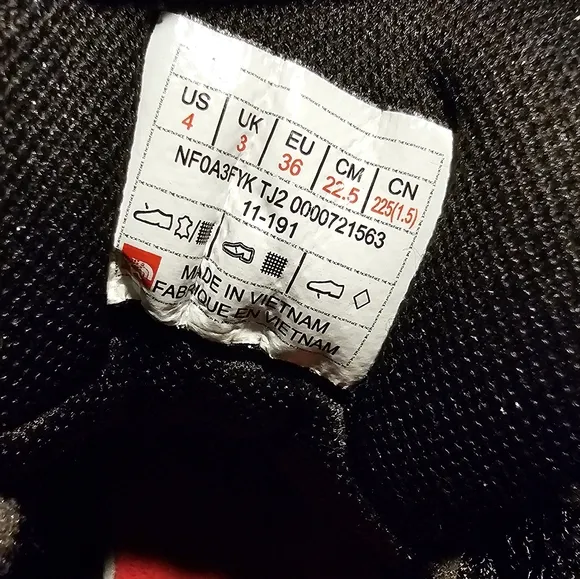 US UK EU CM CN
4 3 36 22.5 225(1.5)
NF0A3FYK TJ2 0000721563
11-191
MADE IN VIETNAM
FABRIQUE EN VIETNAM